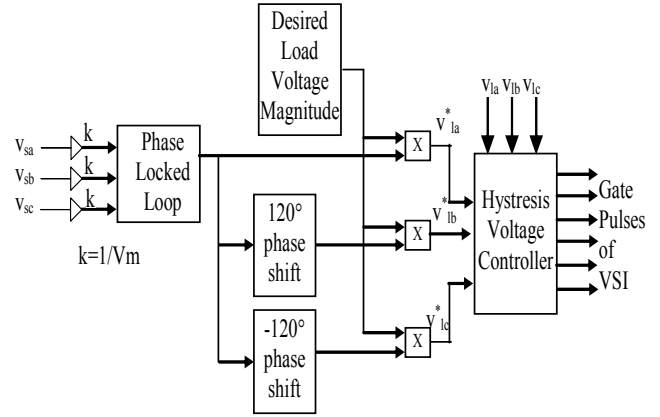 Desired
Load
Voltage
Magnitude
v_la v_lb v_lc
v_sa
k
v_sb
k
v_sc
k
Phase
Locked
Loop
k=1/Vm
120°
phase
shift
-120°
phase
shift
X
v*_la
X
v*_lb
X
v*_lc
Hystresis
Voltage
Controller
Gate
Pulses
of
VSI